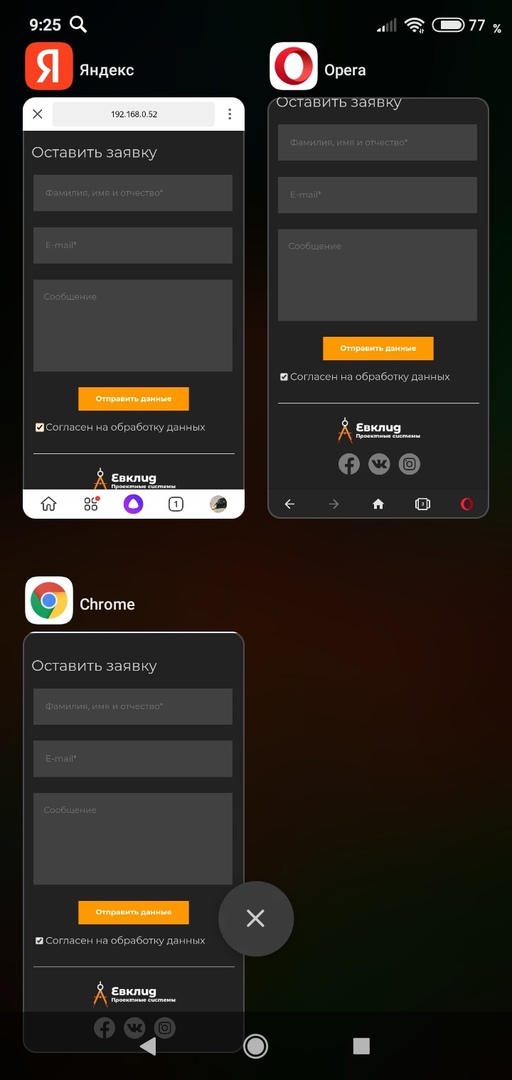 9:25
77 %
Яндекс
Opera
192.168.0.52
Оставить заявку
Фамилия, имя и отчество*
E-mail*
Сообщение
Отправить данные
Согласен на обработку данных
Евклид
Проектные системы
1
Оставить заявку
Фамилия, имя и отчество*
E-mail*
Сообщение
Отправить данные
Согласен на обработку данных
Евклид
Проектные системы
Chrome
Оставить заявку
Фамилия, имя и отчество*
E-mail*
Сообщение
Отправить данные
Согласен на обработку данных
Евклид
Проектные системы